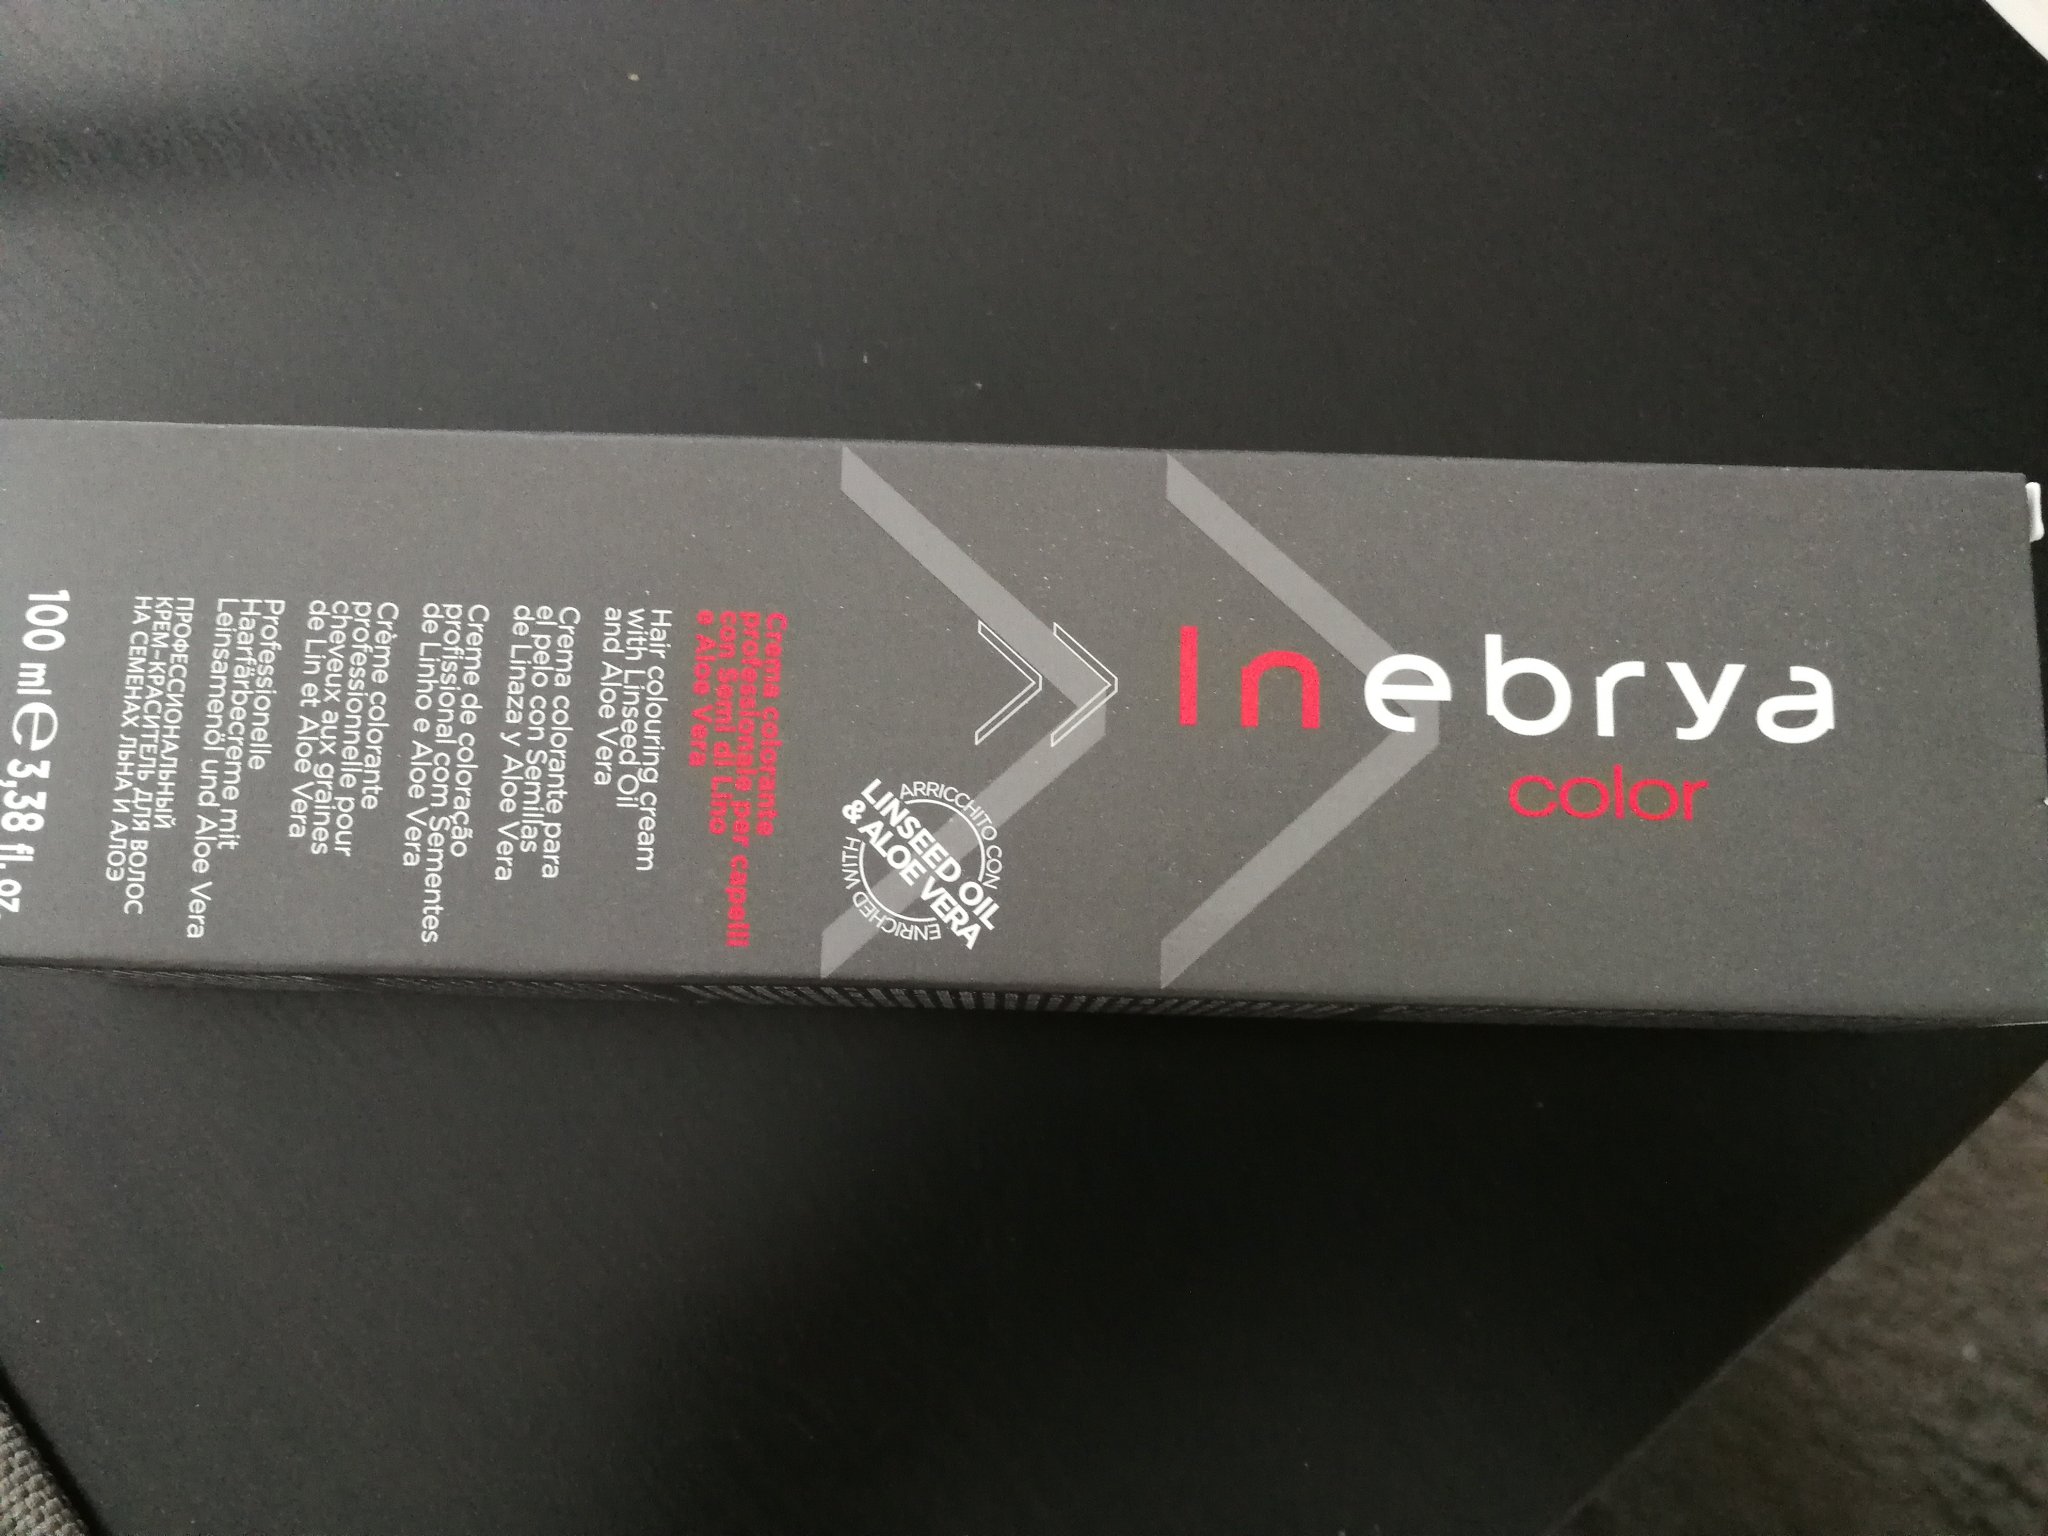 Inebrya
color
ARRICCHITO CON
LINSEED OIL
& ALOE VERA
ENRICHED WITH
Crema colorante
professionale per capelli
con Semi di Lino
e Aloe Vera
Hair colouring cream
with Linseed Oil
and Aloe Vera
Crema colorante para
el pelo con Semillas
de Linaza y Aloe Vera
Creme de coloração
profissional com Sementes
de Linho e Aloe Vera
Crème colorante
professionnelle pour
cheveux aux graines
de Lin et Aloe Vera
Professionelle
Haarfärbecreme mit
Leinsamenöl und Aloe Vera
ПРОФЕССИОНАЛЬНЫЙ
КРЕМ-КРАСИТЕЛЬ ДЛЯ ВОЛОС
НА СЕМЕНАХ ЛЬНА И АЛОЭ
100 ml ℮ 3,38 fl.oz.